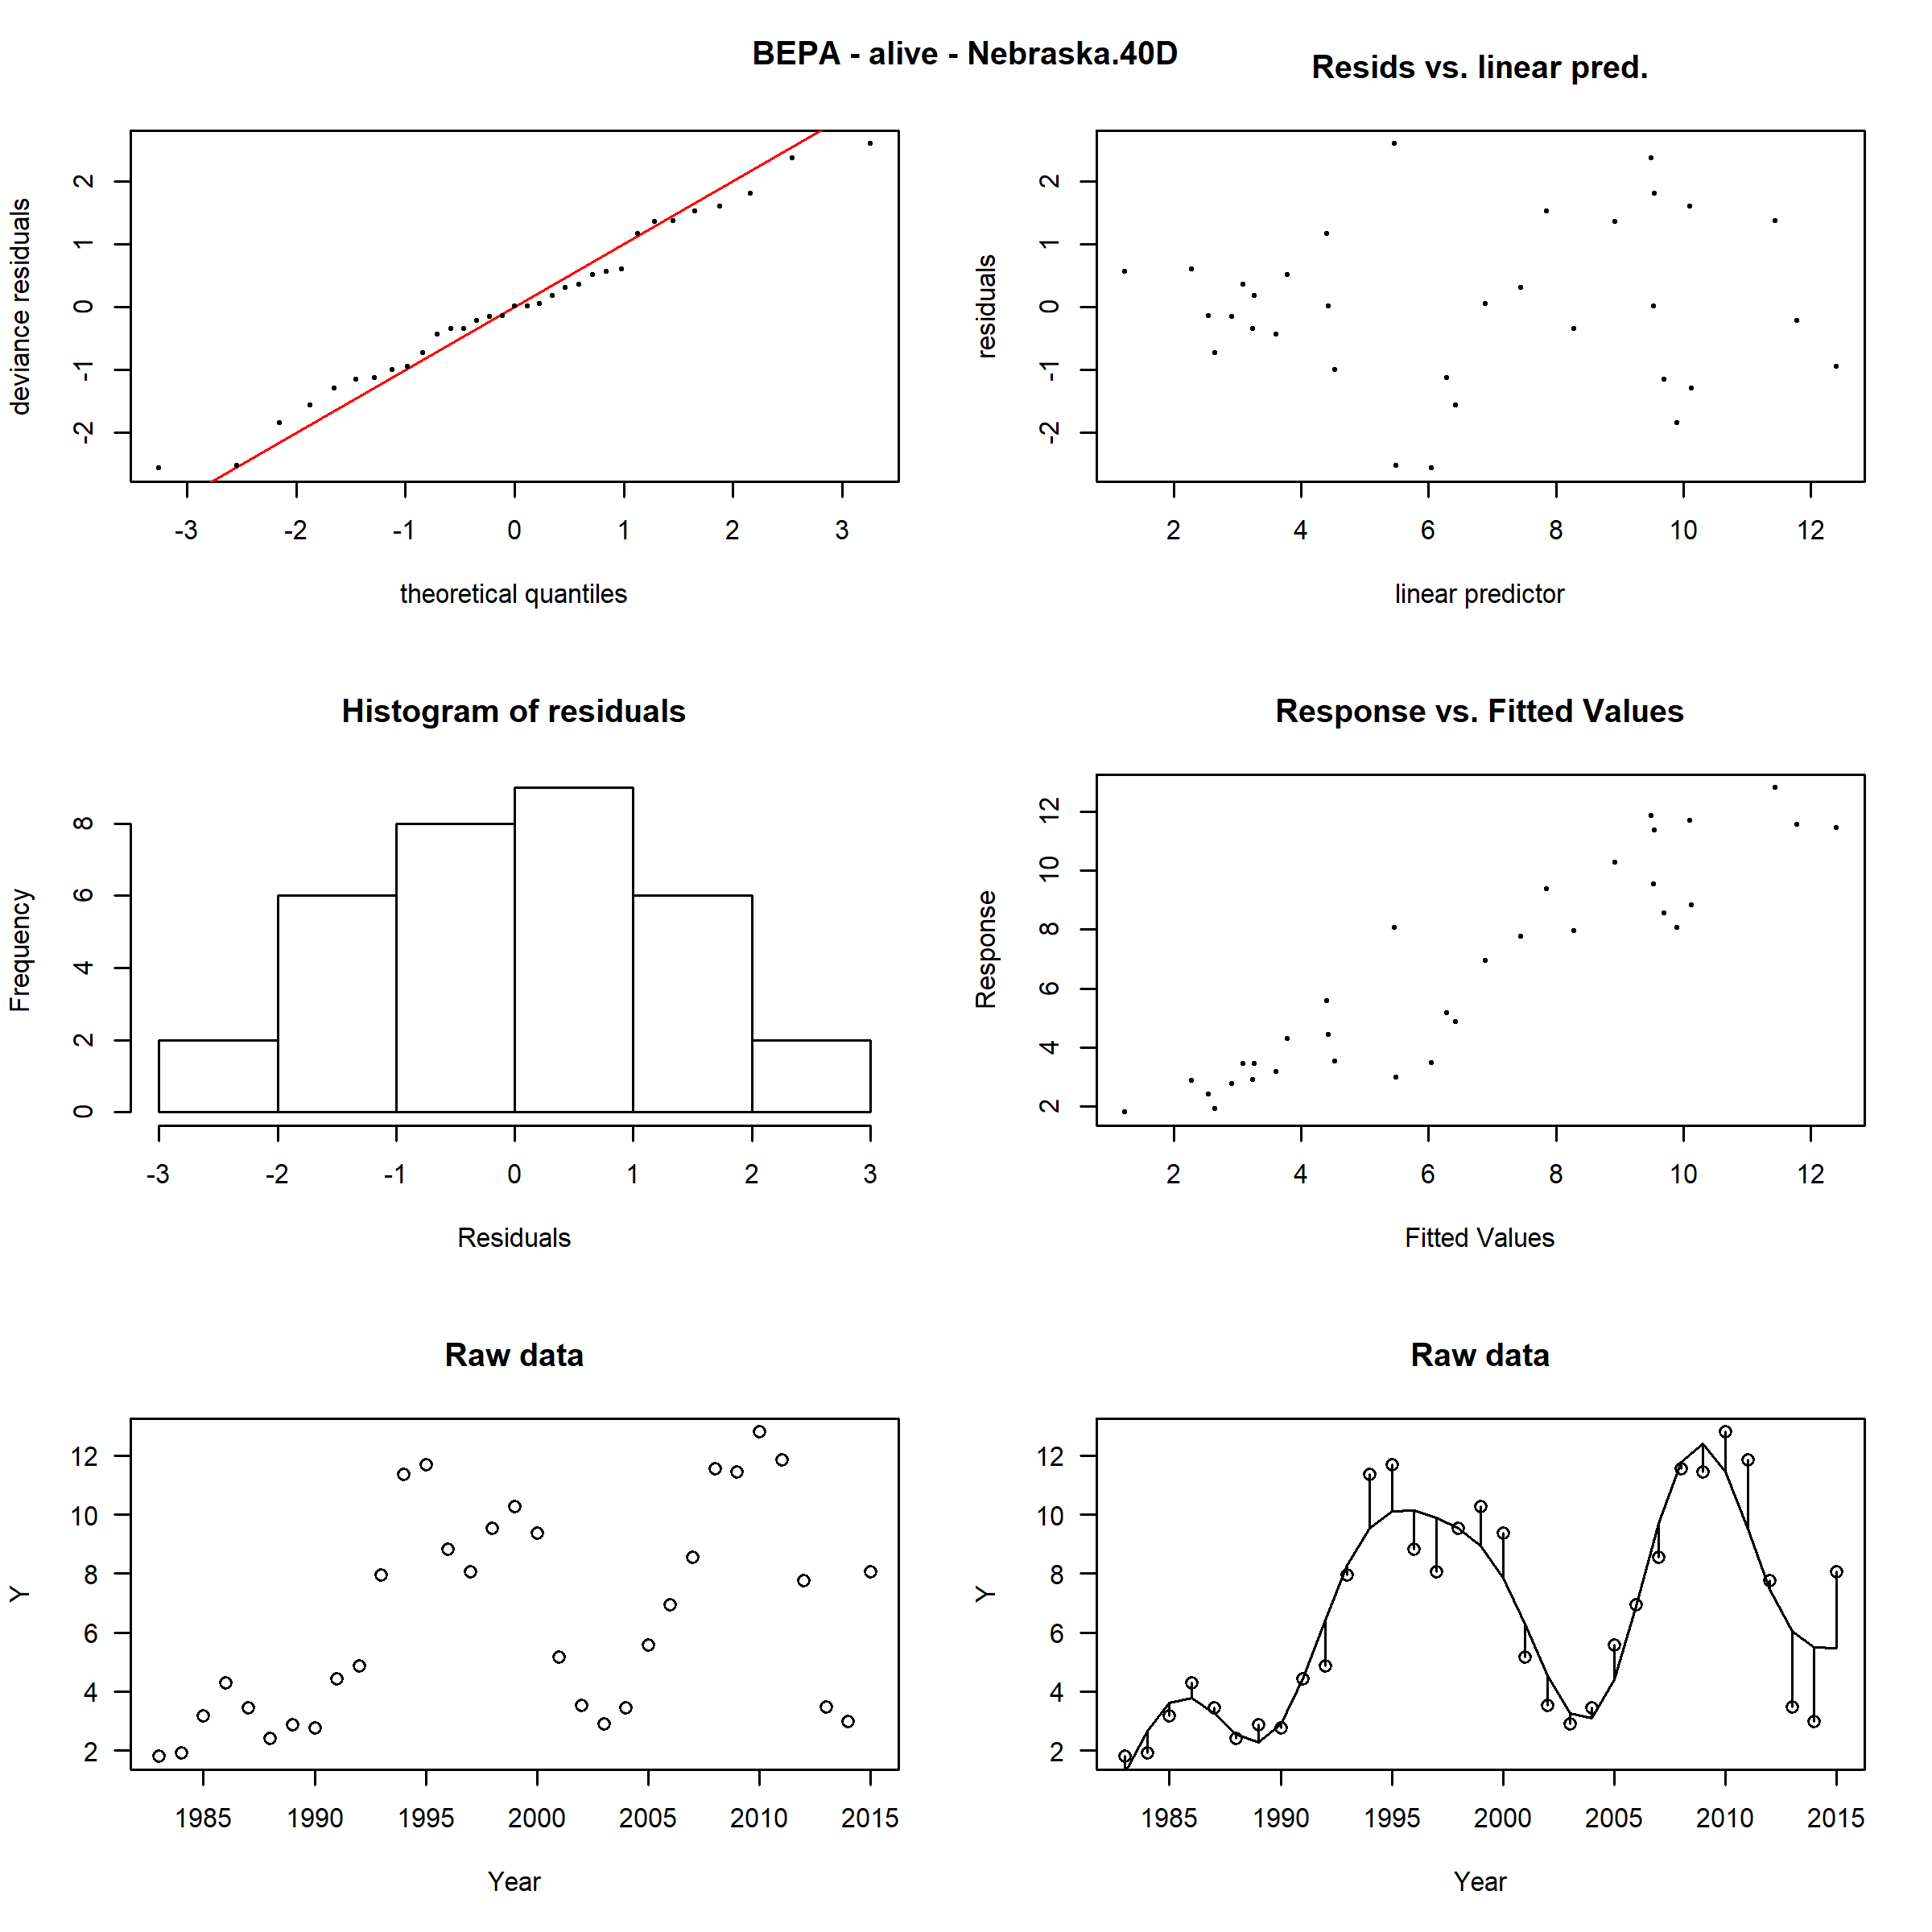 BEPA - alive - Nebraska.40D
Resids vs. linear pred.
deviance residuals
2
1
0
-1
-2
-3 -2 -1 0 1 2 3
theoretical quantiles
residuals
2
1
0
-1
-2
2 4 6 8 10 12
linear predictor
Histogram of residuals
Frequency
8
6
4
2
0
-3 -2 -1 0 1 2 3
Residuals
Response vs. Fitted Values
Response
12
10
8
6
4
2
2 4 6 8 10 12
Fitted Values
Raw data
Y
12
10
8
6
4
2
1985 1990 1995 2000 2005 2010 2015
Year
Raw data
Y
12
10
8
6
4
2
1985 1990 1995 2000 2005 2010 2015
Year